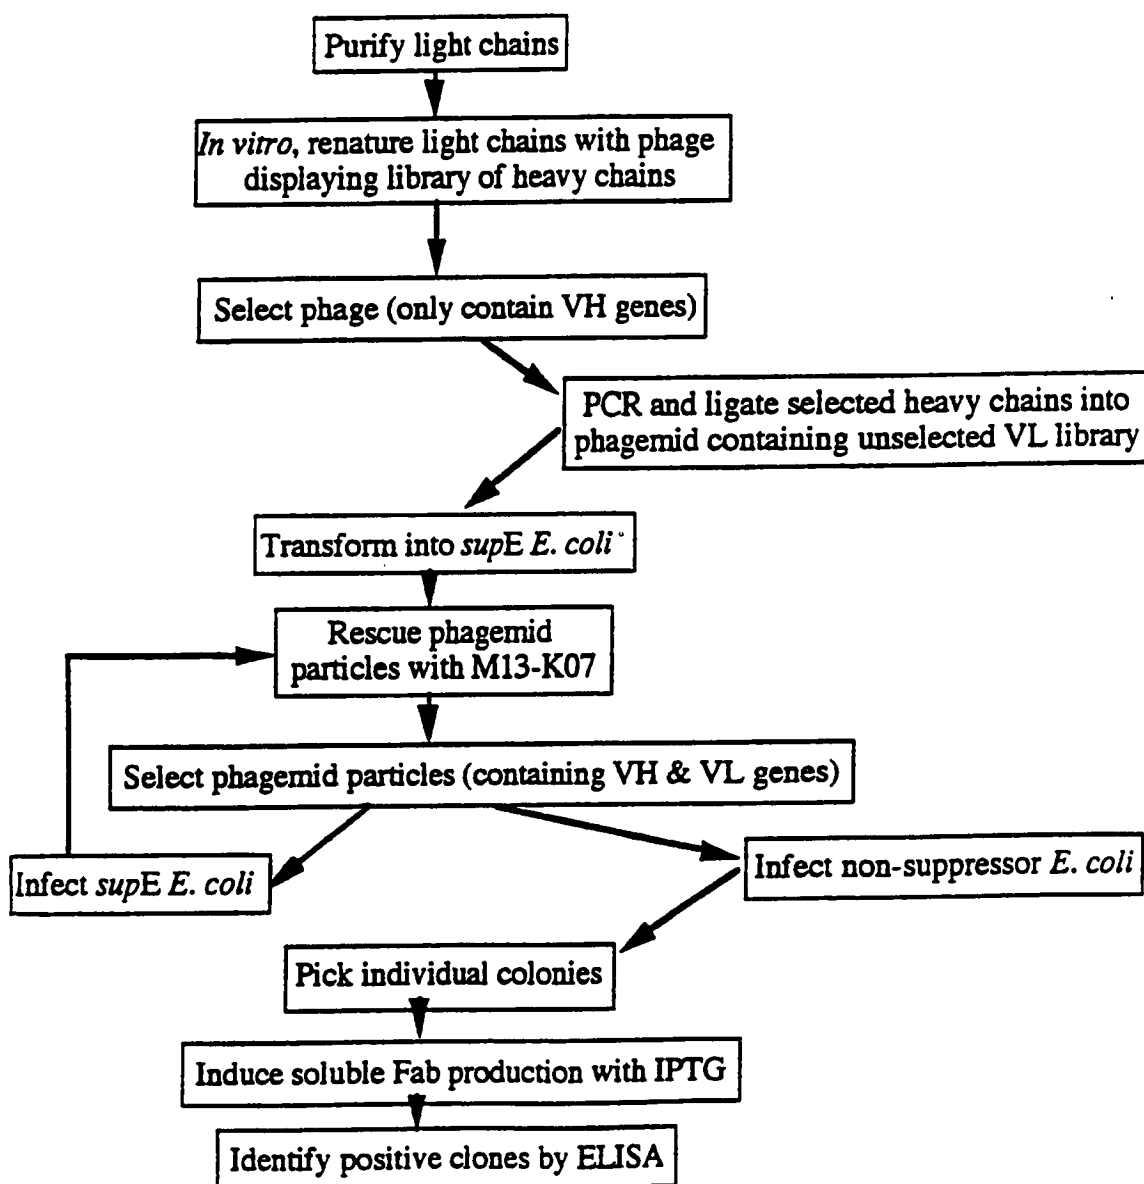 Purify light chains
In vitro, renature light chains with phage
displaying library of heavy chains
Select phage (only contain VH genes)
PCR and ligate selected heavy chains into
phagemid containing unselected VL library
Transform into supE E. coli
Rescue phagemid
particles with M13-K07
Select phagemid particles (containing VH & VL genes)
Infect supE E. coli
Infect non-suppressor E. coli
Pick individual colonies
Induce soluble Fab production with IPTG
Identify positive clones by ELISA